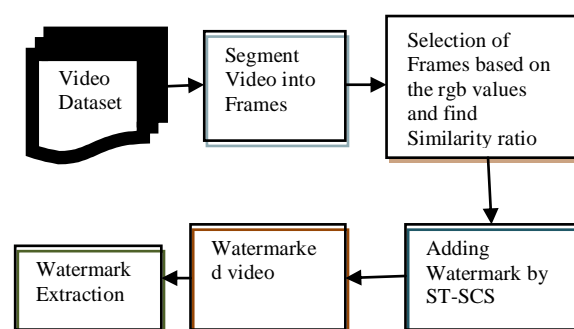 Video
Dataset
Segment
Video into
Frames
Selection of
Frames based on
the rgb values
and find
Similarity ratio
Adding
Watermark by
ST-SCS
Watermarke
d video
Watermark
Extraction